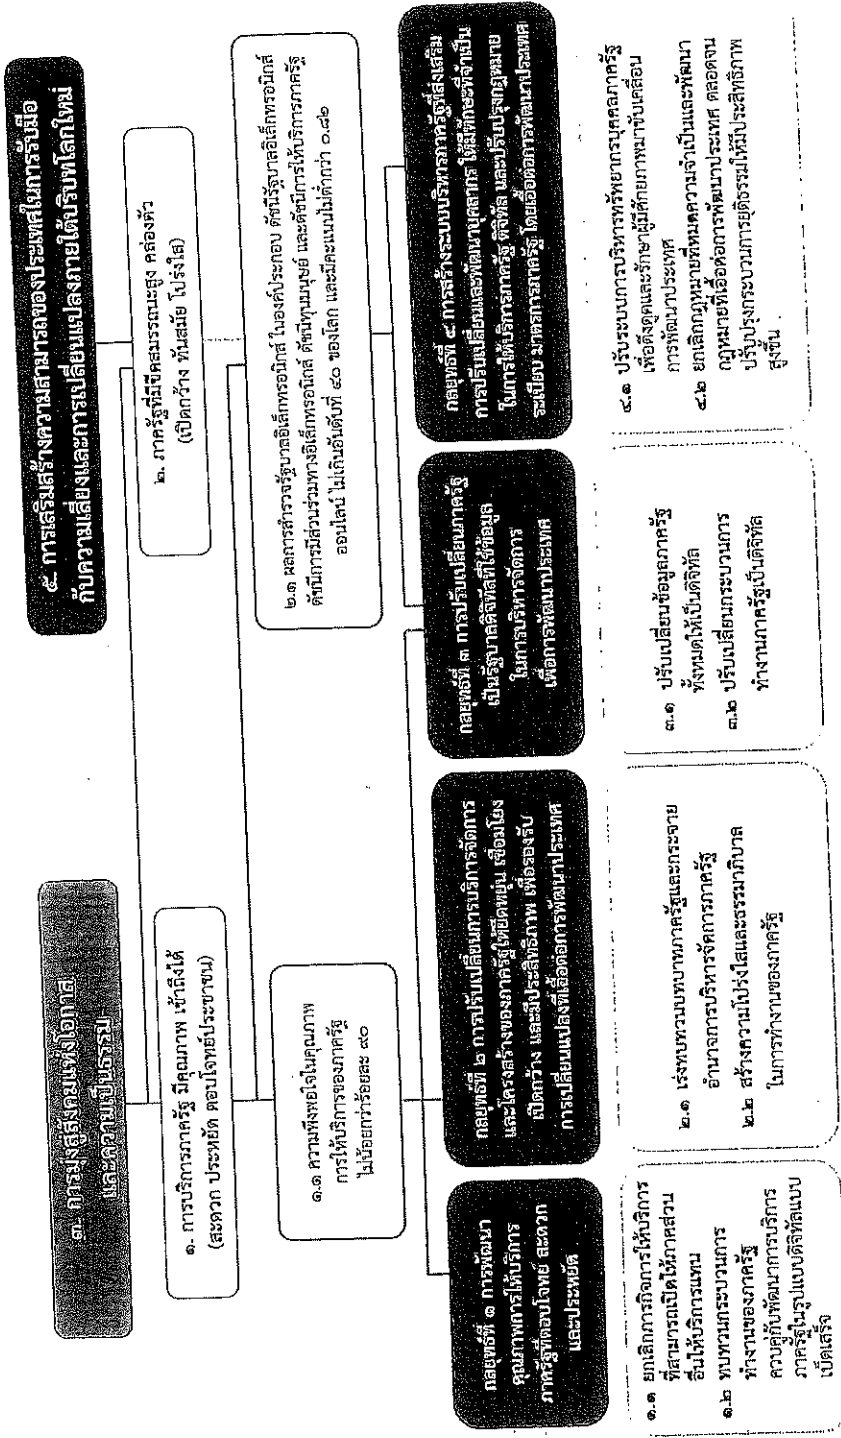 ๓. การมุ่งสู่สังคมแห่งโอกาส
และความเป็นธรรม
๕. การเสริมสร้างความสามารถของประเทศในการรับมือ
กับความเสี่ยงและการเปลี่ยนแปลงภายใต้บริบทโลกใหม่
๑. การบริการภาครัฐ มีคุณภาพ เข้าถึงได้
(สะดวก ประหยัด ตอบโจทย์ประชาชน)
๒. ภาครัฐที่มีขีดสมรรถนะสูง คล่องตัว
(เปิดกว้าง ทันสมัย โปร่งใส)
๑.๑ ความพึงพอใจในคุณภาพ
การให้บริการของภาครัฐ
ไม่น้อยกว่าร้อยละ ๙๐
๒.๑ ผลการสำรวจรัฐบาลอิเล็กทรอนิกส์ ในองค์ประกอบ ดัชนีรัฐบาลอิเล็กทรอนิกส์
ดัชนีการมีส่วนร่วมทางอิเล็กทรอนิกส์ ดัชนีทุนมนุษย์ และดัชนีการให้บริการภาครัฐ
ออนไลน์ ไม่เกินอันดับที่ ๔๐ ของโลก และมีคะแนนไม่ต่ำกว่า ๐.๘๒
กลยุทธ์ที่ ๑ การพัฒนา
คุณภาพการให้บริการ
ภาครัฐที่ตอบโจทย์ สะดวก
และประหยัด
กลยุทธ์ที่ ๒ การปรับเปลี่ยนการบริหารจัดการ
และโครงสร้างของภาครัฐให้ยืดหยุ่น เชื่อมโยง
เปิดกว้าง และมีประสิทธิภาพ เพื่อรองรับ
การเปลี่ยนแปลงที่เอื้อต่อการพัฒนาประเทศ
กลยุทธ์ที่ ๓ การปรับเปลี่ยนภาครัฐ
เป็นรัฐบาลดิจิทัลที่ใช้ข้อมูล
ในการบริหารจัดการ
เพื่อการพัฒนาประเทศ
กลยุทธ์ที่ ๔ การสร้างระบบบริหารภาครัฐที่ส่งเสริม
การปรับเปลี่ยนและพัฒนาบุคลากร ให้มีทักษะที่จำเป็น
ในการให้บริการภาครัฐ ดิจิทัล และปรับปรุงกฎหมาย
ระเบียบ มาตรการภาครัฐ โดยเอื้อต่อการพัฒนาประเทศ
๑.๑ ยกเลิกภารกิจการให้บริการ
ที่สามารถเปิดให้ภาคส่วน
อื่นให้บริการแทน
๑.๒ ทบทวนกระบวนการ
ทำงานของภาครัฐ
ควบคู่กับพัฒนาการบริการ
ภาครัฐในรูปแบบดิจิทัลแบบ
เบ็ดเสร็จ
๒.๑ เร่งทบทวนบทบาทภาครัฐและกระจาย
อำนาจการบริหารจัดการภาครัฐ
๒.๒ สร้างความโปร่งใสและธรรมาภิบาล
ในการทำงานของภาครัฐ
๓.๑ ปรับเปลี่ยนข้อมูลภาครัฐ
ทั้งหมดให้เป็นดิจิทัล
๓.๒ ปรับเปลี่ยนกระบวนการ
ทำงานภาครัฐเป็นดิจิทัล
๔.๑ ปรับระบบการบริหารทรัพยากรบุคคลภาครัฐ
เพื่อดึงดูดและรักษาผู้มีศักยภาพมาขับเคลื่อน
การพัฒนาประเทศ
๔.๒ ยกเลิกกฎหมายที่หมดความจำเป็นและพัฒนา
กฎหมายที่เอื้อต่อการพัฒนาประเทศ ตลอดจน
ปรับปรุงกระบวนการยุติธรรมให้มีประสิทธิภาพ
สูงขึ้น